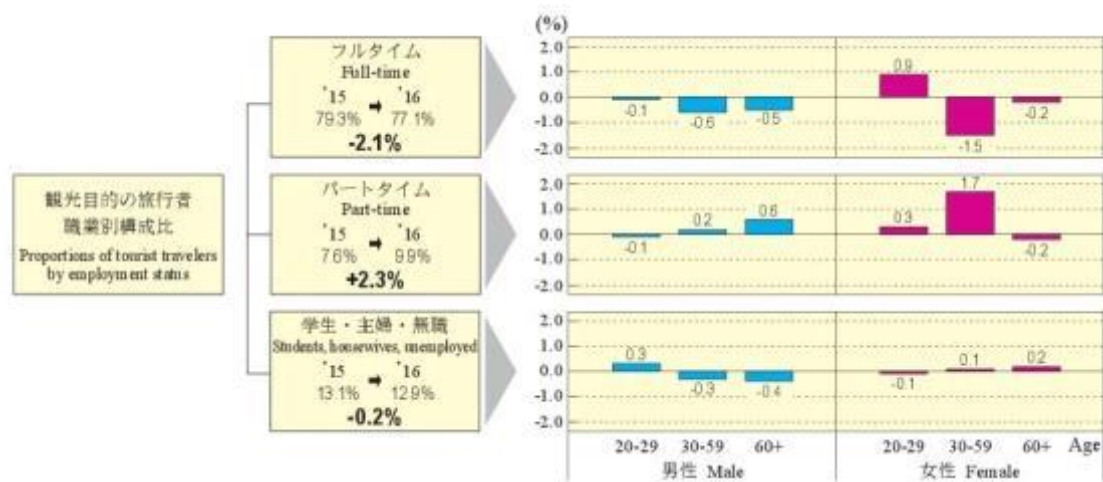 観光目的の旅行者
職業別構成比
Proportions of tourist travelers
by employment status
フルタイム
Full-time
'15 ➡ '16
79.3% 77.1%
-2.1%
パートタイム
Part-time
'15 ➡ '16
7.6% 9.9%
+2.3%
学生・主婦・無職
Students, housewives, unemployed
'15 ➡ '16
13.1% 12.9%
-0.2%
(%)
2.0
1.0
0.0
-1.0
-2.0
-0.1 -0.6 -0.5
0.9 -1.5 -0.2
2.0
1.0
0.0
-1.0
-2.0
-0.1 0.2 0.6
0.3 1.7 -0.2
2.0
1.0
0.0
-1.0
-2.0
0.3 -0.3 -0.4
-0.1 0.1 0.2
20-29 30-59 60+ 20-29 30-59 60+ Age
男性 Male 女性 Female